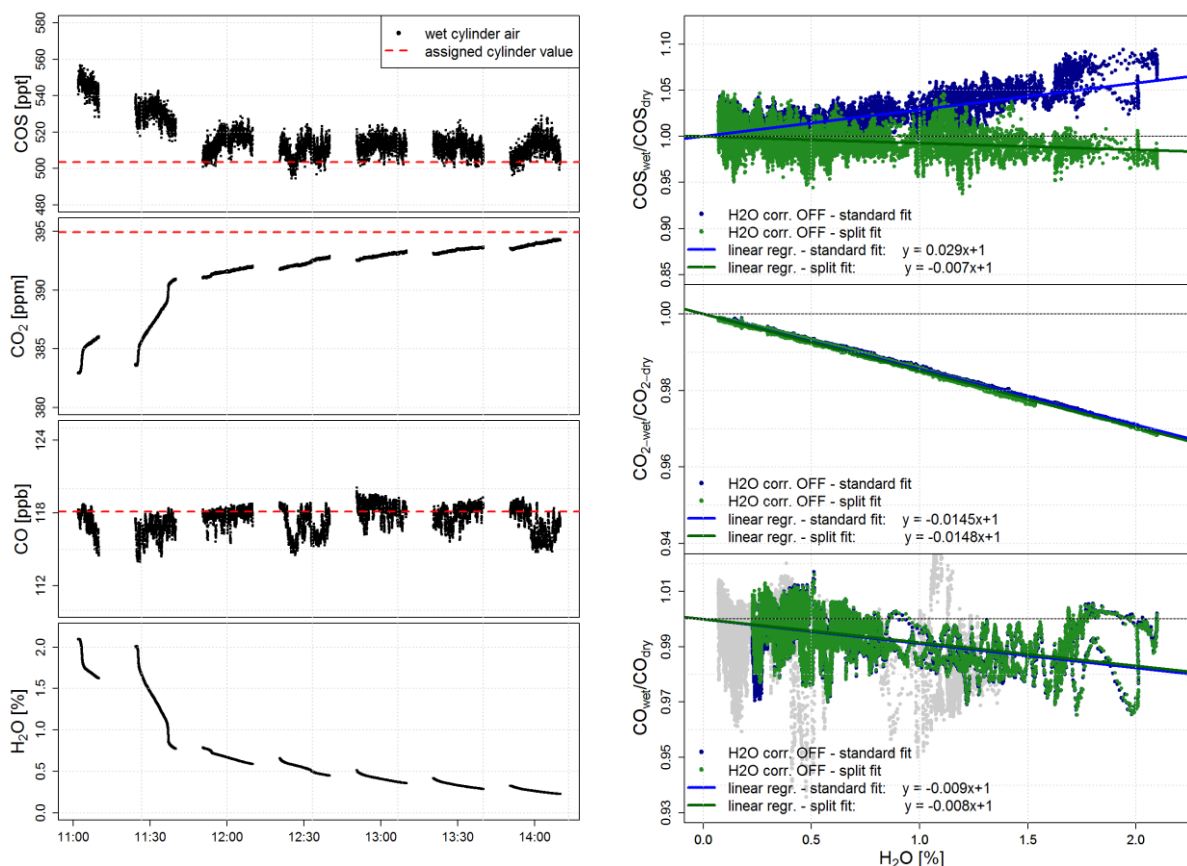 COS [ppt]
580
560
540
520
500
480
wet cylinder air
assigned cylinder value
CO₂ [ppm]
395
390
385
380
CO [ppb]
124
118
112
H₂O [%]
2.0
1.5
1.0
0.5
0.0
11:00 11:30 12:00 12:30 13:00 13:30 14:00
COSwet/COSdry
1.10
1.05
1.00
0.95
0.90
0.85
H2O corr. OFF - standard fit
H2O corr. OFF - split fit
linear regr. - standard fit: y = 0.029x+1
linear regr. - split fit: y = -0.007x+1
CO2−wet/CO2−dry
1.00
0.98
0.96
0.94
H2O corr. OFF - standard fit
H2O corr. OFF - split fit
linear regr. - standard fit: y = -0.0145x+1
linear regr. - split fit: y = -0.0148x+1
COwet/COdry
1.01
0.99
0.97
0.95
0.93
H2O corr. OFF - standard fit
H2O corr. OFF - split fit
linear regr. - standard fit: y = -0.009x+1
linear regr. - split fit: y = -0.008x+1
0.0 0.5 1.0 1.5 2.0
H₂O [%]